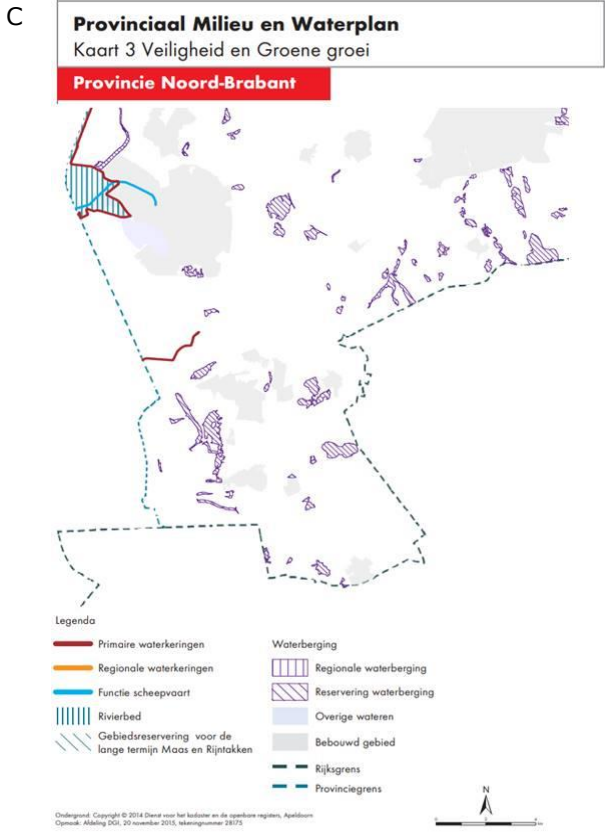 C
Provinciaal Milieu en Waterplan
Kaart 3 Veiligheid en Groene groei
Provincie Noord-Brabant
Legenda
Primaire waterkeringen
Regionale waterkeringen
Functie scheepvaart
Rivierbed
Gebiedsreservering voor de
lange termijn Maas en Rijntakken
Waterberging
Regionale waterberging
Reservering waterberging
Overige wateren
Bebouwd gebied
Rijksgrens
Provinciegrens
Ondergrond: Copyright © 2014 Dienst voor het kadaster en de openbare registers, Apeldoorn
Opmaak: Afdeling DGI, 20 november 2015, tekeningnummer 28175
N